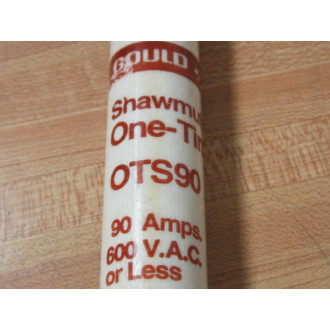 GOULD
Shawmu
One-Tim
OTS90
90 Amps.
600 V.A.C.
or Less